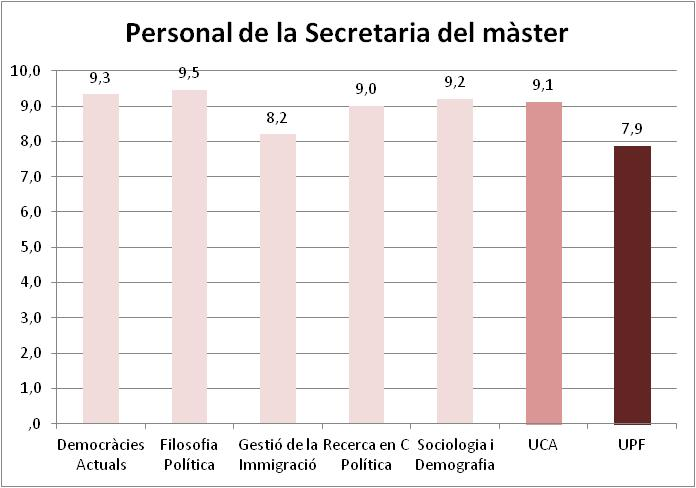 Personal de la Secretaria del màster
10,0
9,0
8,0
7,0
6,0
5,0
4,0
3,0
2,0
1,0
,0
9,3
9,5
8,2
9,0
9,2
9,1
7,9
Democràcies
Actuals
Filosofia
Política
Gestió de la
Immigració
Recerca en C
Política
Sociologia i
Demografia
UCA
UPF